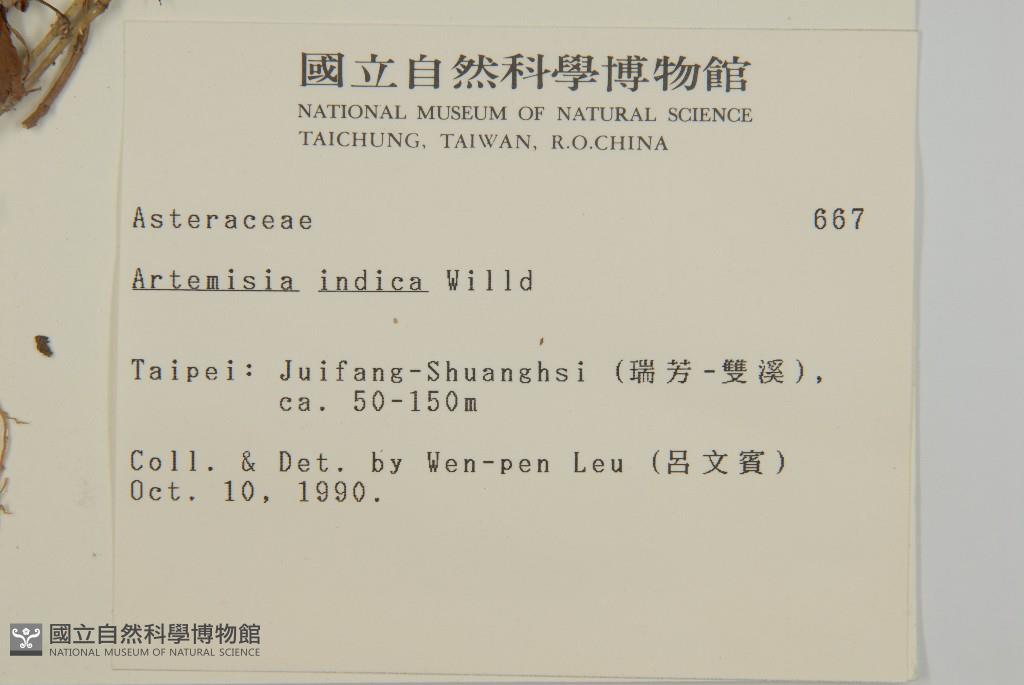 國立自然科學博物館
NATIONAL MUSEUM OF NATURAL SCIENCE
TAICHUNG, TAIWAN, R.O.CHINA
Asteraceae 667
Artemisia indica Willd
Taipei: Juifang-Shuanghsi (瑞芳-雙溪),
ca. 50-150m
Coll. & Det. by Wen-pen Leu (呂文賓)
Oct. 10, 1990.
國立自然科學博物館
NATIONAL MUSEUM OF NATURAL SCIENCE